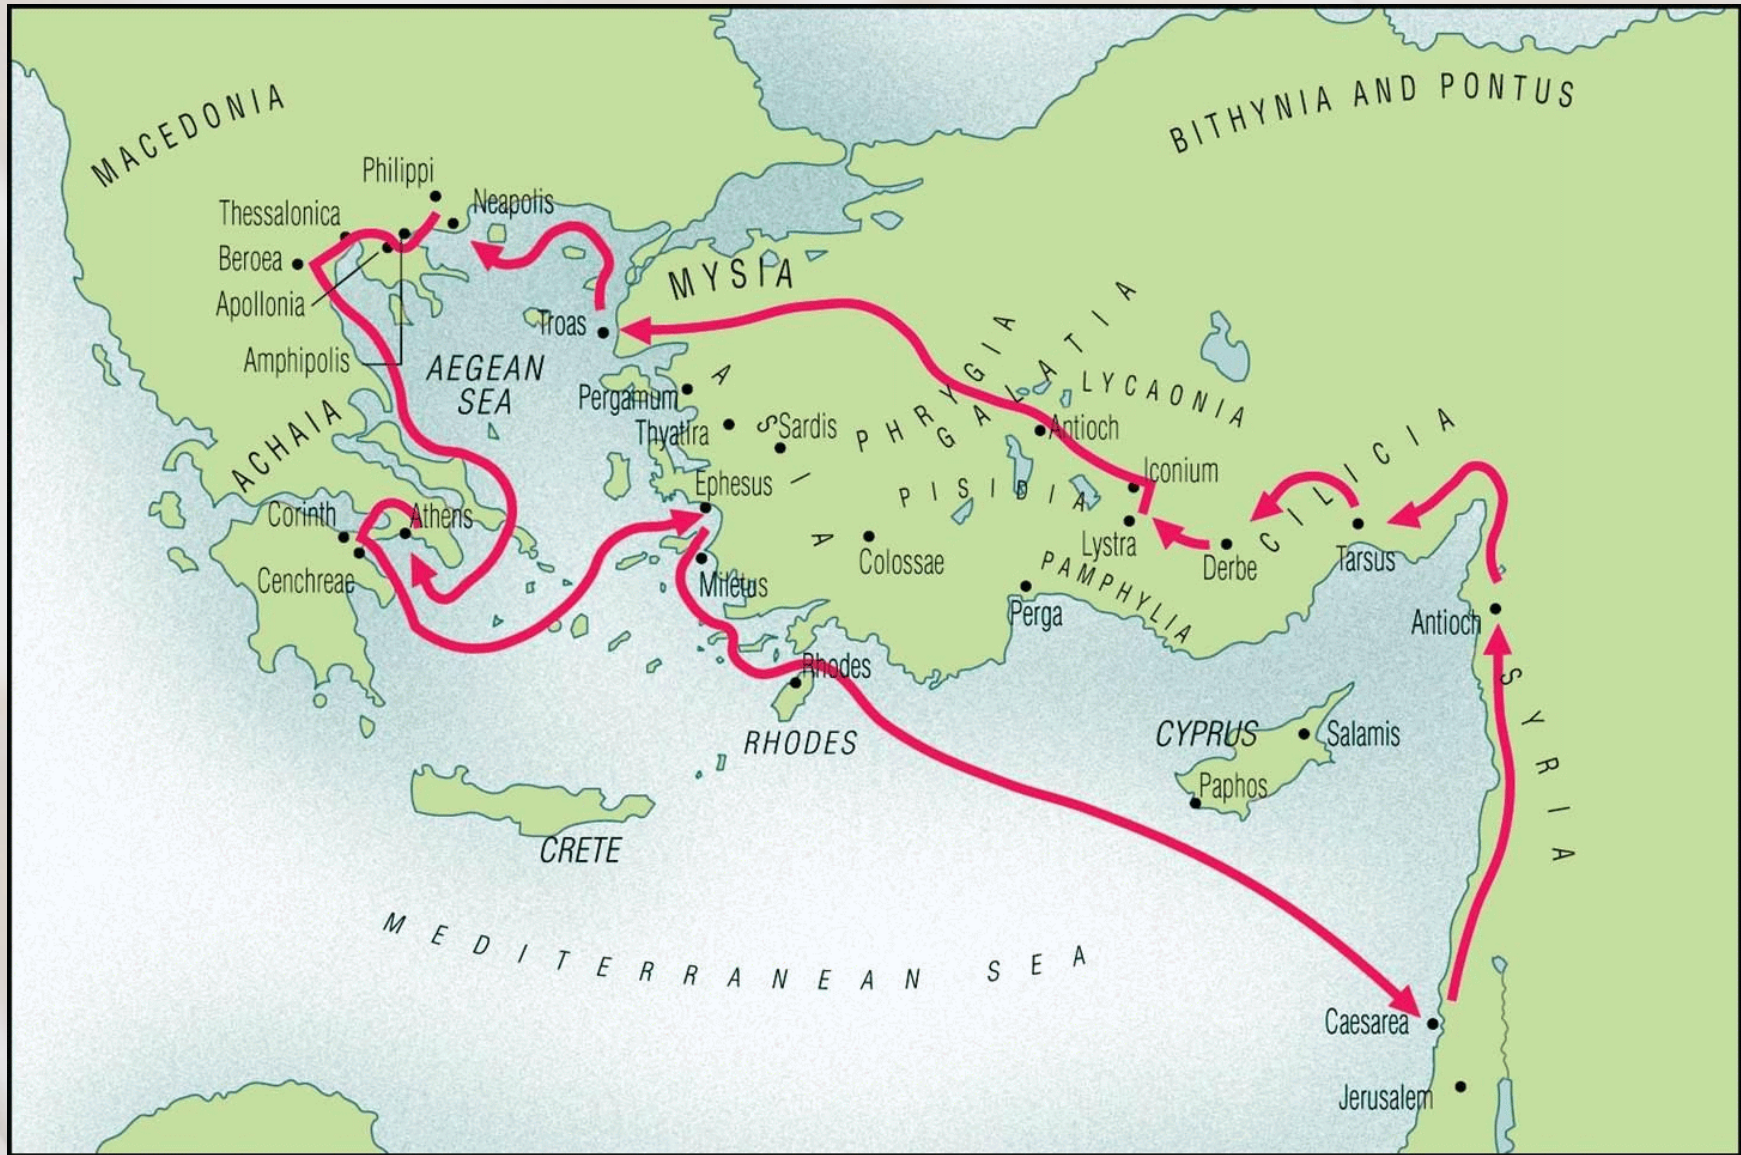 MACEDONIA
BITHYNIA AND PONTUS
Philippi
Neapolis
Thessalonica
Beroea
Apollonia
Amphipolis
MYSIA
Troas
AEGEAN
SEA
ACHAIA
Pergamum
Thyatira
Sardis
ASIA
PHRYGIA
GALATIA
LYCAONIA
Antioch
CILICIA
Iconium
PISIDIA
Ephesus
Corinth
Athens
Cenchreae
Colossae
Lystra
Derbe
Tarsus
Miletus
PAMPHYLIA
Perga
Antioch
Rhodes
RHODES
SYRIA
CYPRUS
Salamis
Paphos
CRETE
MEDITERRANEAN SEA
Caesarea
Jerusalem